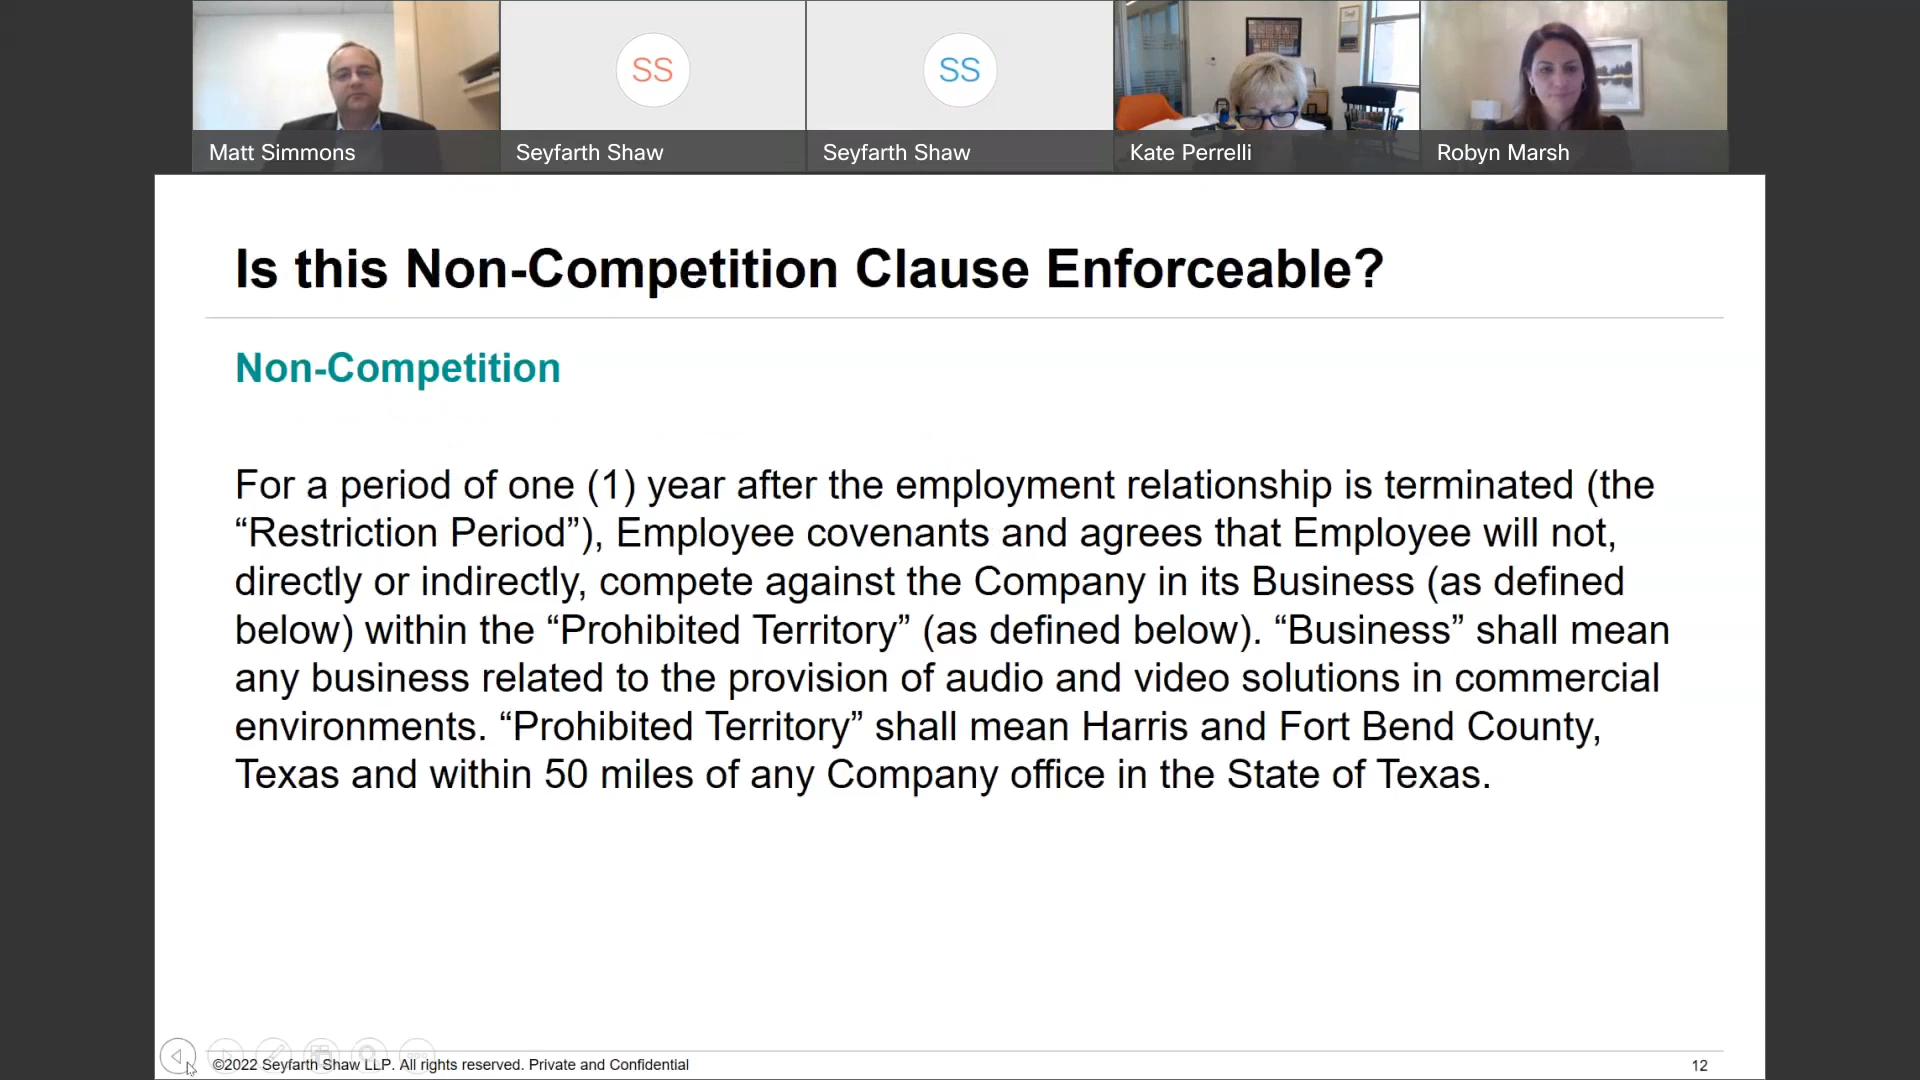 Matt Simmons
SS
Seyfarth Shaw
SS
Seyfarth Shaw
Kate Perrelli
Robyn Marsh
Is this Non-Competition Clause Enforceable?
Non-Competition
For a period of one (1) year after the employment relationship is terminated (the
“Restriction Period”), Employee covenants and agrees that Employee will not,
directly or indirectly, compete against the Company in its Business (as defined
below) within the “Prohibited Territory” (as defined below). “Business” shall mean
any business related to the provision of audio and video solutions in commercial
environments. “Prohibited Territory” shall mean Harris and Fort Bend County,
Texas and within 50 miles of any Company office in the State of Texas.
©2022 Seyfarth Shaw LLP. All rights reserved. Private and Confidential
12